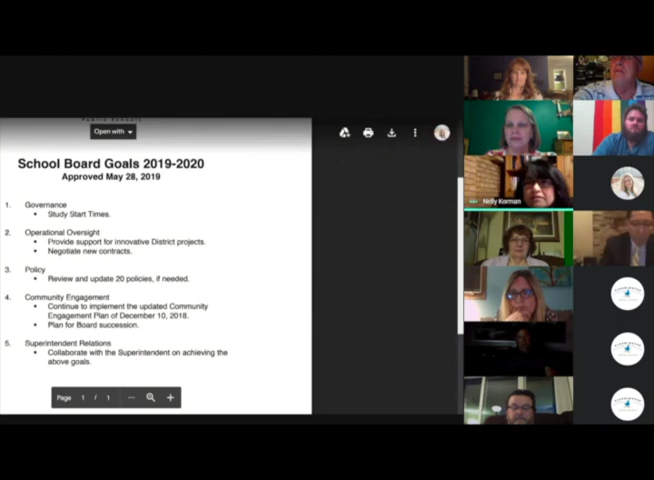 PUBLIC SCHOOLS
Open with
School Board Goals 2019-2020
Approved May 28, 2019
1. Governance
• Study Start Times.
2. Operational Oversight
• Provide support for innovative District projects.
• Negotiate new contracts.
3. Policy
• Review and update 20 policies, if needed.
4. Community Engagement
• Continue to implement the updated Community
Engagement Plan of December 10, 2018.
• Plan for Board succession.
5. Superintendent Relations
• Collaborate with the Superintendent on achieving the
above goals.
Page 1 / 1
Nelly Korman